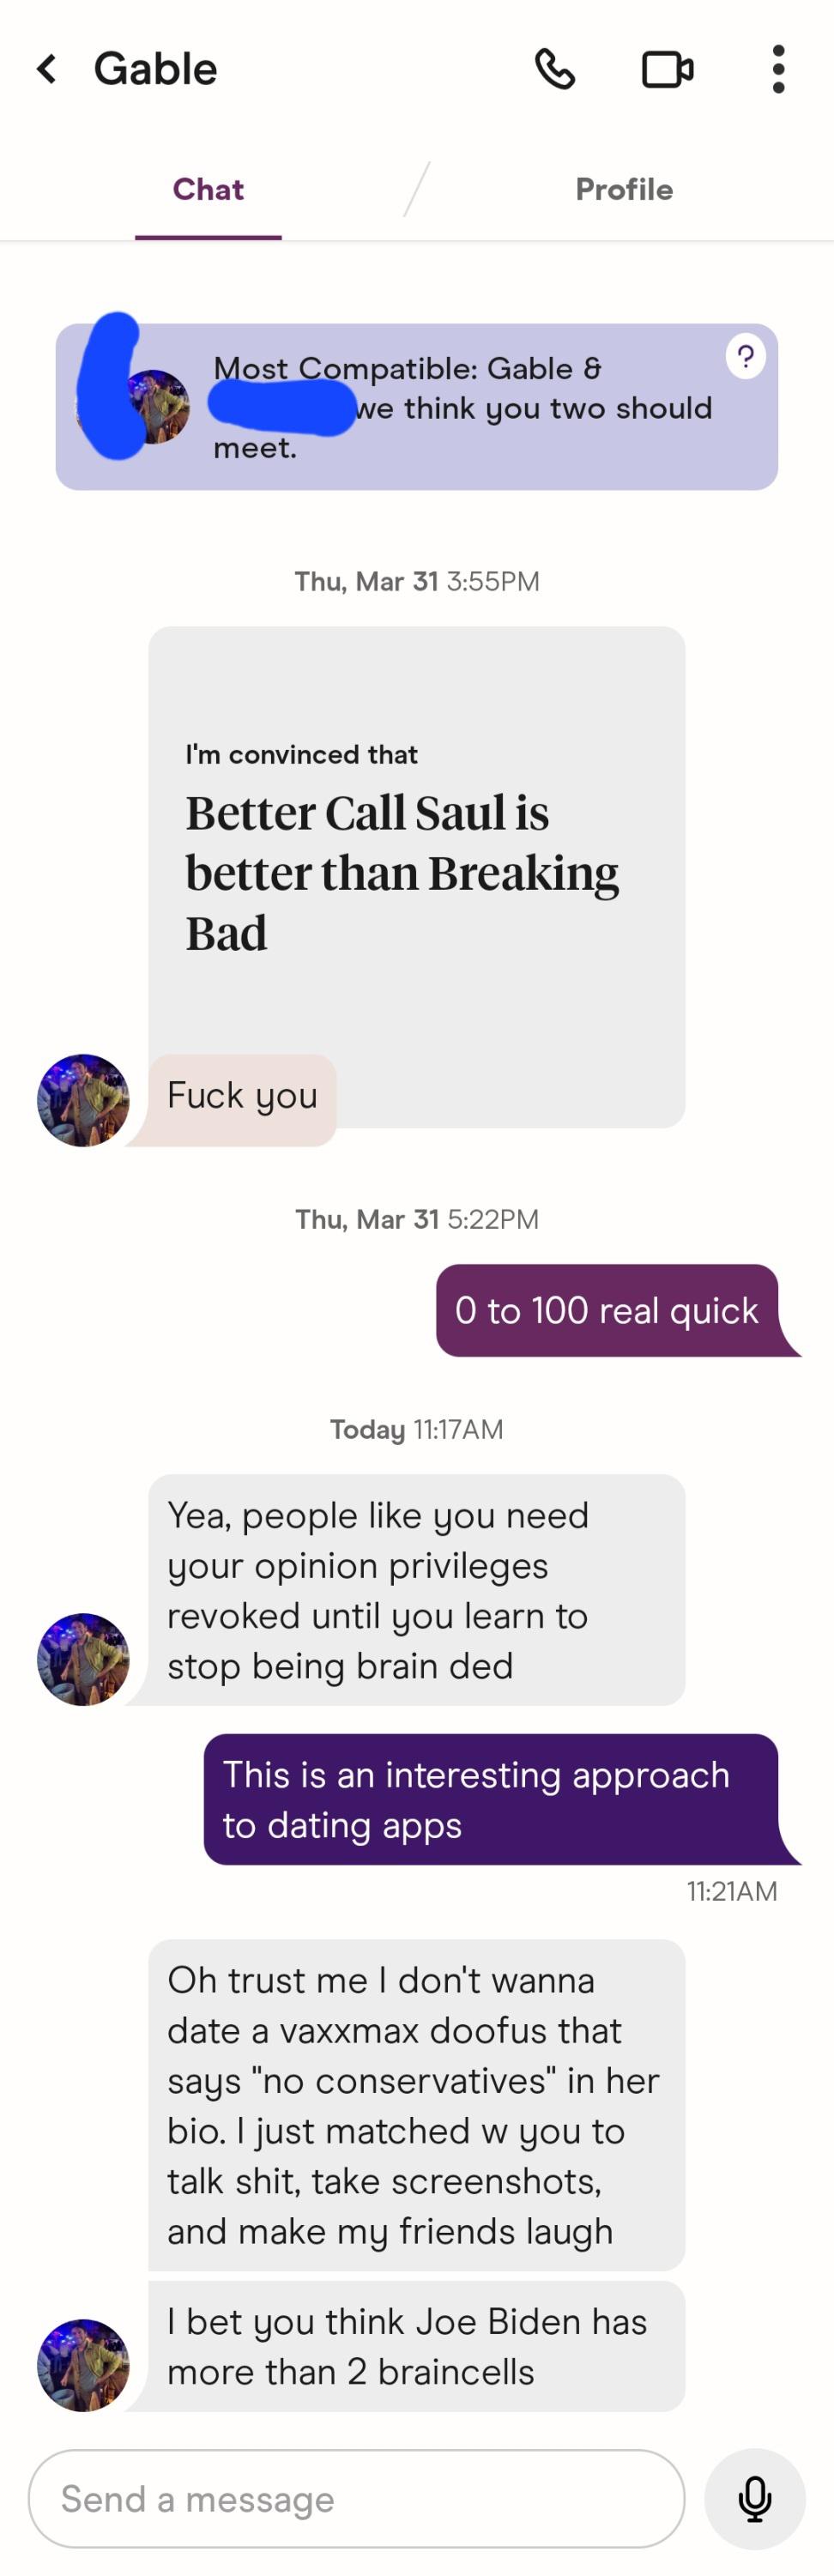 Gable
Chat
Profile
Most Compatible: Gable &
we think you two should
meet.
?
Thu, Mar 31 3:55PM
I'm convinced that
Better Call Saul is
better than Breaking
Bad
Fuck you
Thu, Mar 31 5:22PM
0 to 100 real quick
Today 11:17AM
Yea, people like you need
your opinion privileges
revoked until you learn to
stop being brain ded
This is an interesting approach
to dating apps
11:21AM
Oh trust me I don't wanna
date a vaxxmax doofus that
says "no conservatives" in her
bio. I just matched w you to
talk shit, take screenshots,
and make my friends laugh
I bet you think Joe Biden has
more than 2 braincells
Send a message